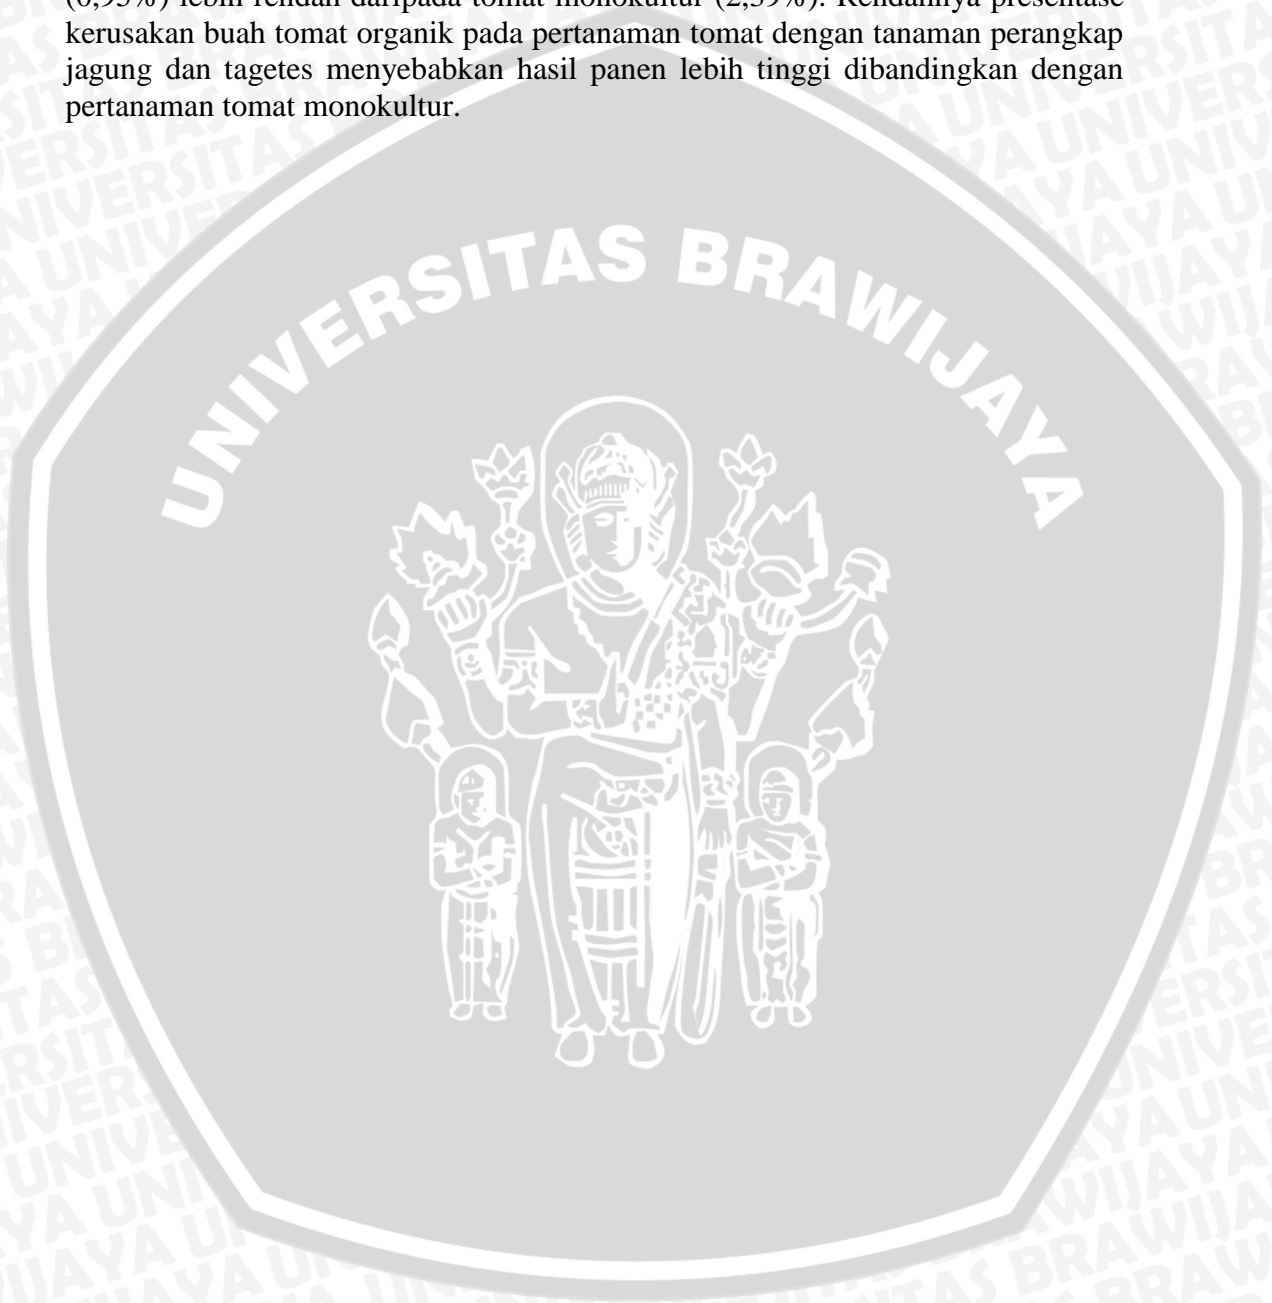 (0,93%) lebih rendah daripada tomat monokultur (2,39%). Rendahnya presentase
kerusakan buah tomat organik pada pertanaman tomat dengan tanaman perangkap
jagung dan tagetes menyebabkan hasil panen lebih tinggi dibandingkan dengan
pertanaman tomat monokultur.
UNIVERSITAS BRAWIJAYA